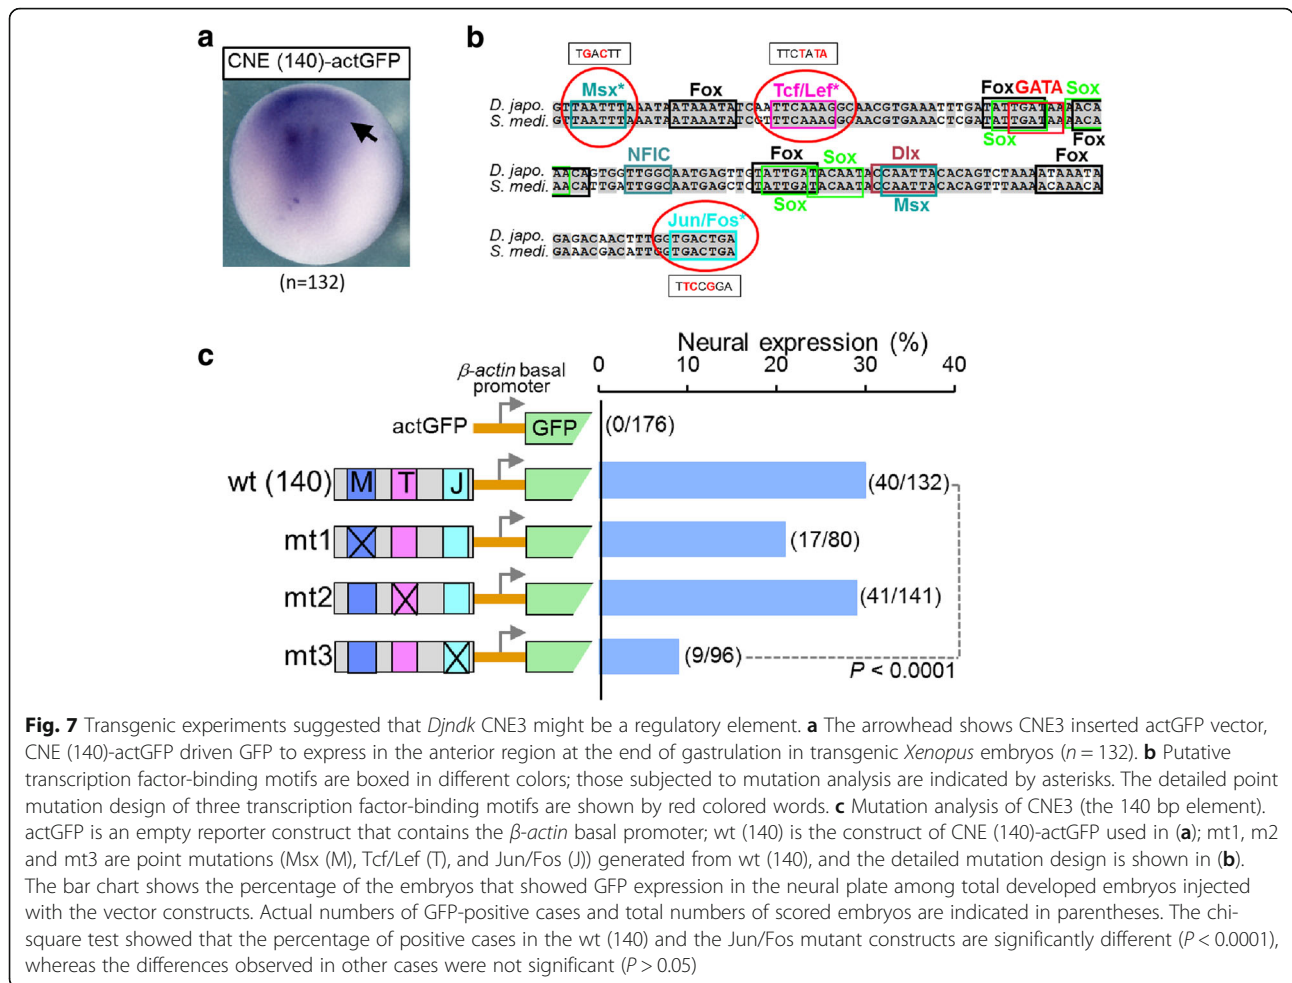 a
CNE (140)-actGFP
(n=132)
b
TGACTT
TTCTATA
Msx*
Fox
Tcf/Lef*
Fox GATA Sox
D. japo. GTTAATTTAAATAATAAATATCAATTCAAAGGCAACGTGAAATTTGATATTGATAAAACA
S. medi. GTTAATTTAAATAATAAATATCGTTTCAAAGGCAACGTGAAACTCGATATTGATAAAACA
Sox
Fox
NFIC
Fox
Sox
Dlx
Fox
D. japo. AACAGTGGTTGGCAATGAGTTGTATTGATACAATACCAATTACACAGTCTAAAATAAATA
S. medi. AACATTGATTGGCAATGAGCTCTATTGATACAATACCAATTACACAGTTAAAACAAACA
Sox
Msx
Jun/Fos*
D. japo. GAGACAACTTTGGTGACTGA
S. medi. GAAACGACATTGGTGACTGA
TTCCGGA
c
Neural expression (%)
0 10 20 30 40
β-actin basal
promoter
actGFP GFP (0/176)
wt (140) M T J (40/132)
mt1 (17/80)
mt2 (41/141)
mt3 (9/96)
P < 0.0001
Fig. 7 Transgenic experiments suggested that Djndk CNE3 might be a regulatory element. a The arrowhead shows CNE3 inserted actGFP vector,
CNE (140)-actGFP driven GFP to express in the anterior region at the end of gastrulation in transgenic Xenopus embryos (n = 132). b Putative
transcription factor-binding motifs are boxed in different colors; those subjected to mutation analysis are indicated by asterisks. The detailed point
mutation design of three transcription factor-binding motifs are shown by red colored words. c Mutation analysis of CNE3 (the 140 bp element).
actGFP is an empty reporter construct that contains the β-actin basal promoter; wt (140) is the construct of CNE (140)-actGFP used in (a); mt1, m2
and mt3 are point mutations (Msx (M), Tcf/Lef (T), and Jun/Fos (J)) generated from wt (140), and the detailed mutation design is shown in (b).
The bar chart shows the percentage of the embryos that showed GFP expression in the neural plate among total developed embryos injected
with the vector constructs. Actual numbers of GFP-positive cases and total numbers of scored embryos are indicated in parentheses. The chi-
square test showed that the percentage of positive cases in the wt (140) and the Jun/Fos mutant constructs are significantly different (P < 0.0001),
whereas the differences observed in other cases were not significant (P > 0.05)